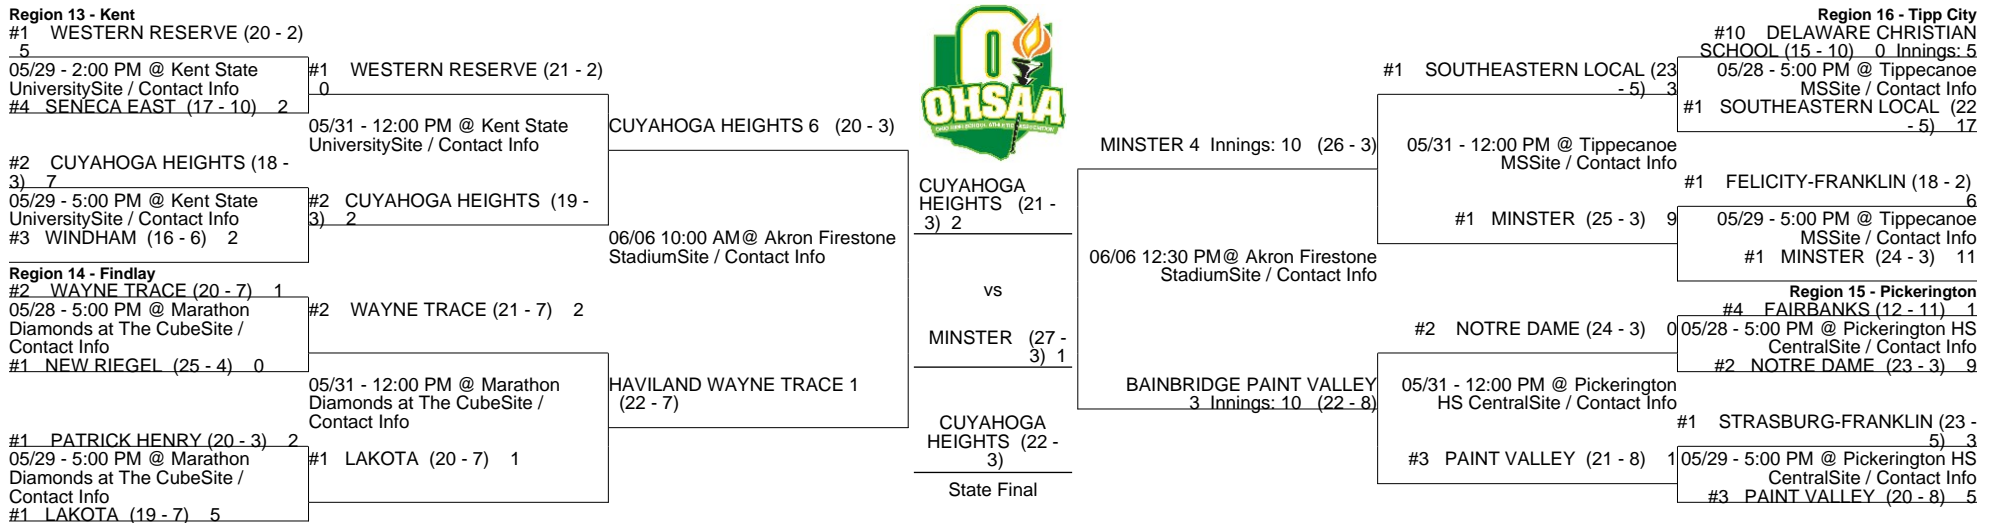 Region 13 - Kent
#1 WESTERN RESERVE (20 - 2)
5
05/29 - 2:00 PM @ Kent State
UniversitySite / Contact Info
#4 SENECA EAST (17 - 10) 2
#2 CUYAHOGA HEIGHTS (18 -
3) 7
05/29 - 5:00 PM @ Kent State
UniversitySite / Contact Info
#3 WINDHAM (16 - 6) 2
Region 14 - Findlay
#2 WAYNE TRACE (20 - 7) 1
05/28 - 5:00 PM @ Marathon
Diamonds at The CubeSite /
Contact Info
#1 NEW RIEGEL (25 - 4) 0
#1 PATRICK HENRY (20 - 3) 2
05/29 - 5:00 PM @ Marathon
Diamonds at The CubeSite /
Contact Info
#1 LAKOTA (19 - 7) 5
#1 WESTERN RESERVE (21 - 2)
0
05/31 - 12:00 PM @ Kent State
UniversitySite / Contact Info
#2 CUYAHOGA HEIGHTS (19 -
3) 2
#2 WAYNE TRACE (21 - 7) 2
05/31 - 12:00 PM @ Marathon
Diamonds at The CubeSite /
Contact Info
#1 LAKOTA (20 - 7) 1
CUYAHOGA HEIGHTS 6 (20 - 3)
06/06 10:00 AM@ Akron Firestone
StadiumSite / Contact Info
HAVILAND WAYNE TRACE 1
(22 - 7)
OHSAA
CUYAHOGA
HEIGHTS (21 -
3) 2
vs
MINSTER (27 -
3) 1
CUYAHOGA
HEIGHTS (22 -
3)
State Final
MINSTER 4 Innings: 10 (26 - 3)
06/06 12:30 PM@ Akron Firestone
StadiumSite / Contact Info
BAINBRIDGE PAINT VALLEY
3 Innings: 10 (22 - 8)
#1 SOUTHEASTERN LOCAL (23
- 5) 3
05/31 - 12:00 PM @ Tippecanoe
MSSite / Contact Info
#1 MINSTER (25 - 3) 9
#2 NOTRE DAME (24 - 3) 0
05/31 - 12:00 PM @ Pickerington
HS CentralSite / Contact Info
#3 PAINT VALLEY (21 - 8) 1
Region 16 - Tipp City
#10 DELAWARE CHRISTIAN
SCHOOL (15 - 10) 0 Innings: 5
05/28 - 5:00 PM @ Tippecanoe
MSSite / Contact Info
#1 SOUTHEASTERN LOCAL (22
- 5) 17
#1 FELICITY-FRANKLIN (18 - 2)
6
05/29 - 5:00 PM @ Tippecanoe
MSSite / Contact Info
#1 MINSTER (24 - 3) 11
Region 15 - Pickerington
#4 FAIRBANKS (12 - 11) 1
05/28 - 5:00 PM @ Pickerington HS
CentralSite / Contact Info
#2 NOTRE DAME (23 - 3) 9
#1 STRASBURG-FRANKLIN (23 -
5) 3
05/29 - 5:00 PM @ Pickerington HS
CentralSite / Contact Info
#3 PAINT VALLEY (20 - 8) 5